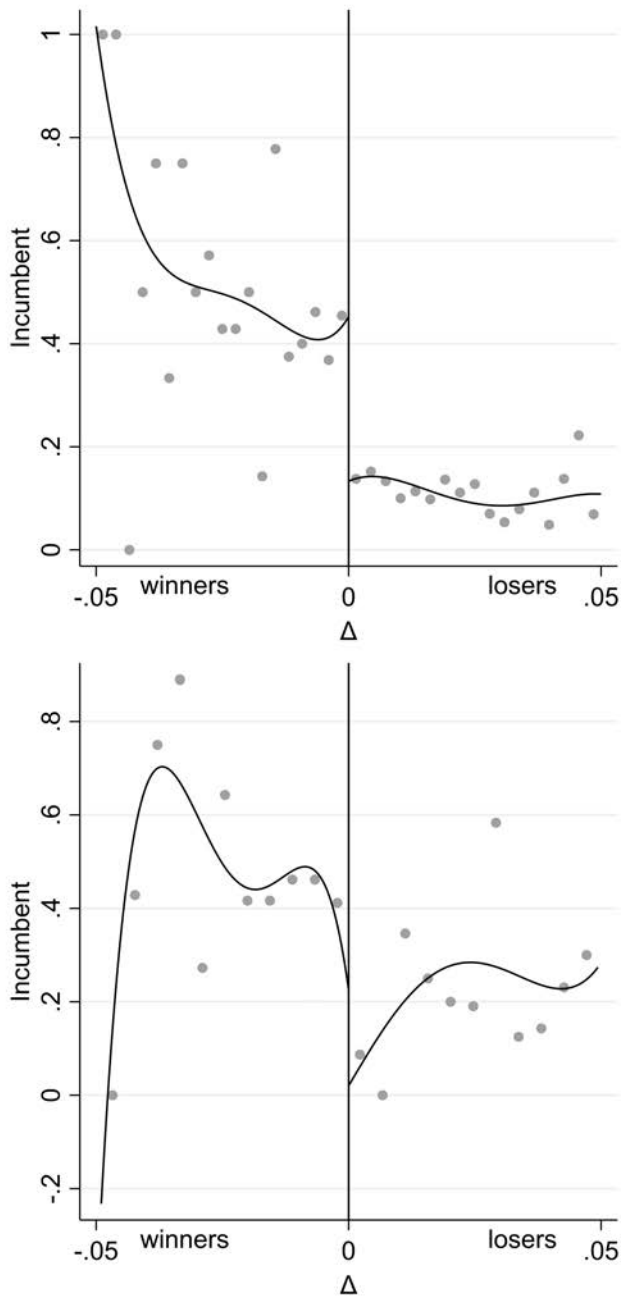 Incumbent
1
.8
.6
.4
.2
0
-.05
winners
0
losers
.05
Δ
Incumbent
.8
.6
.4
.2
0
-.2
-.05
winners
0
losers
.05
Δ